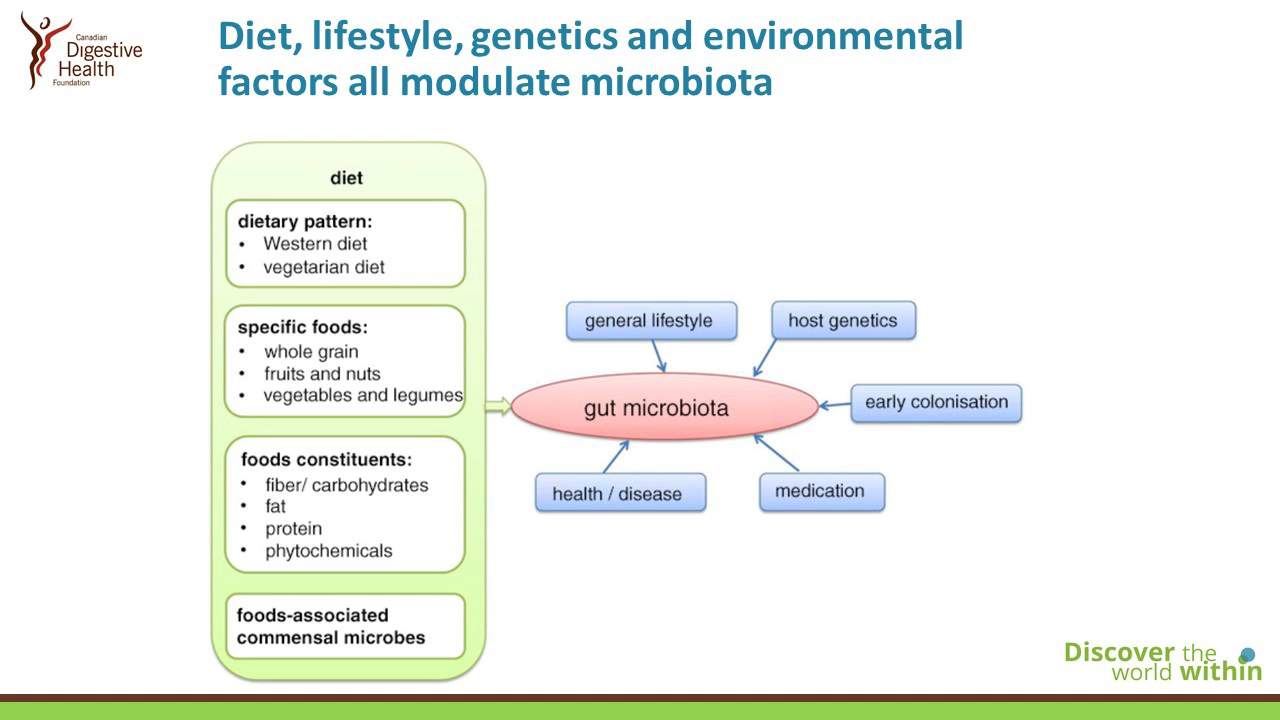 Canadian
Digestive
Health
Foundation
Diet, lifestyle, genetics and environmental
factors all modulate microbiota
diet
dietary pattern:
• Western diet
• vegetarian diet
specific foods:
• whole grain
• fruits and nuts
• vegetables and legumes
foods constituents:
• fiber/ carbohydrates
• fat
• protein
• phytochemicals
foods-associated
commensal microbes
general lifestyle
host genetics
gut microbiota
early colonisation
health / disease
medication
Discover the
world within